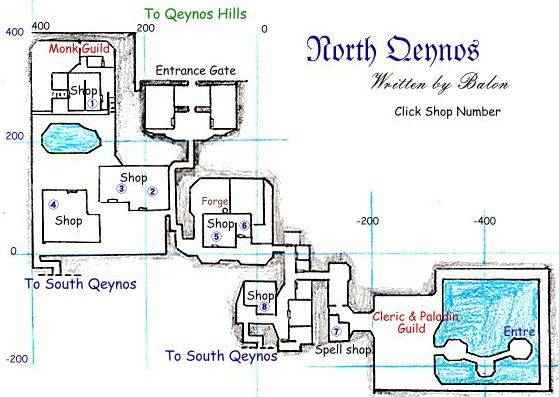 To Qeynos Hills
North Qeynos
Written by Balon
Click Shop Number
400
400
200
0
Monk Guild
Entrance Gate
Shop
1
200
Shop
3
2
4
Shop
Forge
Shop
6
5
-200
-400
0
To South Qeynos
Shop
8
Cleric & Paladin
Guild
Entre
7
Spell shop
To South Qeynos
-200